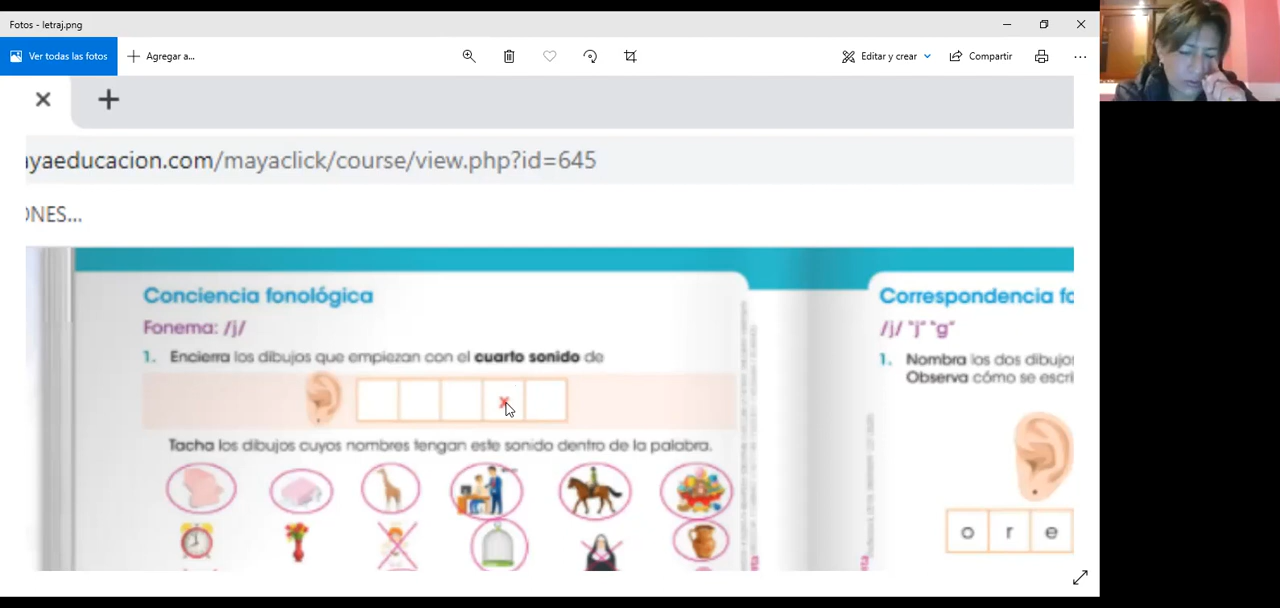 Fotos - letraj.png
Ver todas las fotos
Agregar a...
Editar y crear
Compartir
yaeducacion.com/mayaclick/course/view.php?id=645
ONES...
Conciencia fonológica
Fonema: /j/
1. Encierra los dibujos que empiezan con el cuarto sonido de
x
Tacha los dibujos cuyos nombres tengan este sonido dentro de la palabra.
Correspondencia fo
/j/ "j" "g"
1. Nombra los dos dibujo
Observa cómo se escri
o r e